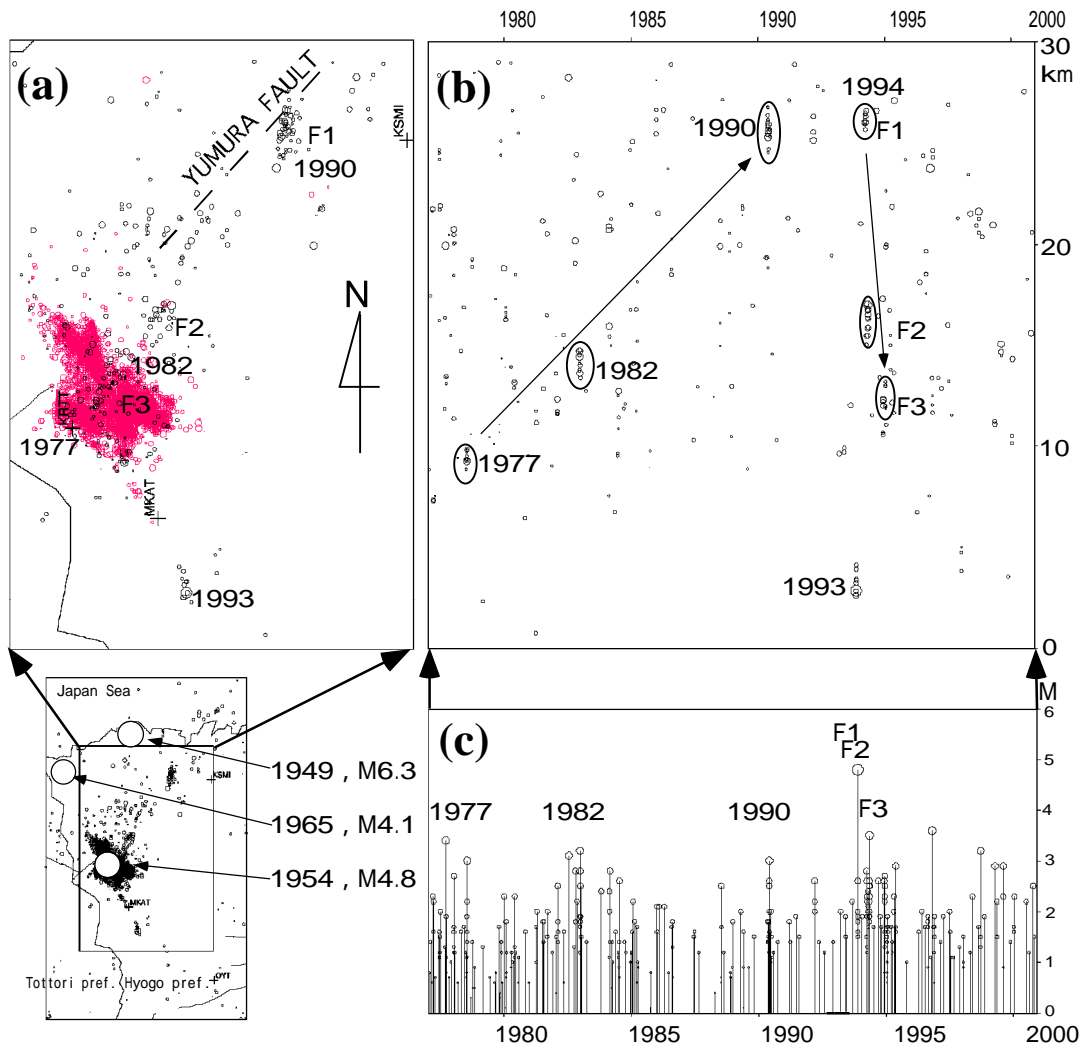 1980 1985 1990 1995 2000
(a)
YUMURA FAULT
KSMI
F1
1990
N
F2
1982
F3
KRTT
1977
MKAT
1993
(b)
30
km
1994
1990
F1
20
F2
1982
F3
10
1977
1993
0
Japan Sea
KSMI
MKAT
Tottori pref. Hyogo pref.
OYT
1949 , M6.3
1965 , M4.1
1954 , M4.8
(c)
M
6
F1
F2
5
1977 1982 1990 F3
4
3
2
1
0
1980 1985 1990 1995 2000